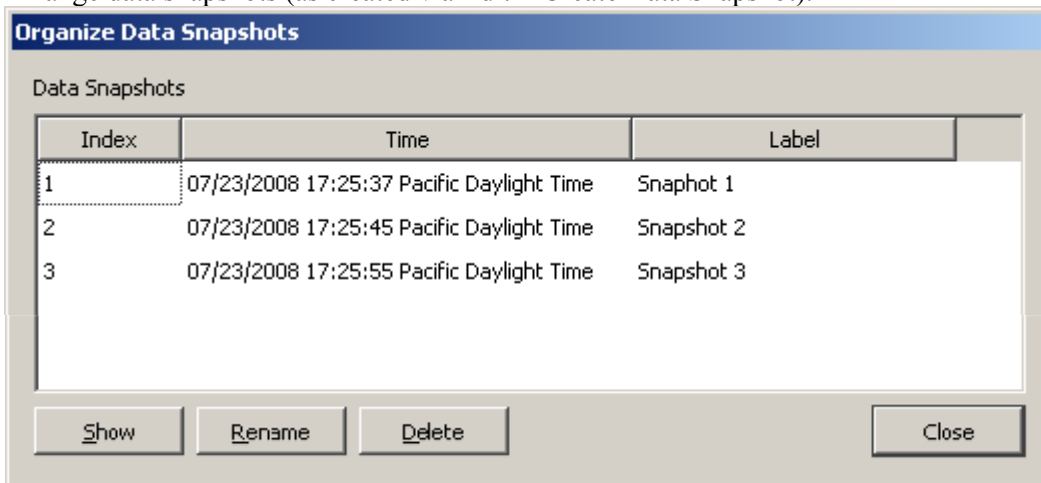 Organize Data Snapshots
Data Snapshots
Index Time Label
1 07/23/2008 17:25:37 Pacific Daylight Time Snaphot 1
2 07/23/2008 17:25:45 Pacific Daylight Time Snapshot 2
3 07/23/2008 17:25:55 Pacific Daylight Time Snapshot 3
Show Rename Delete Close